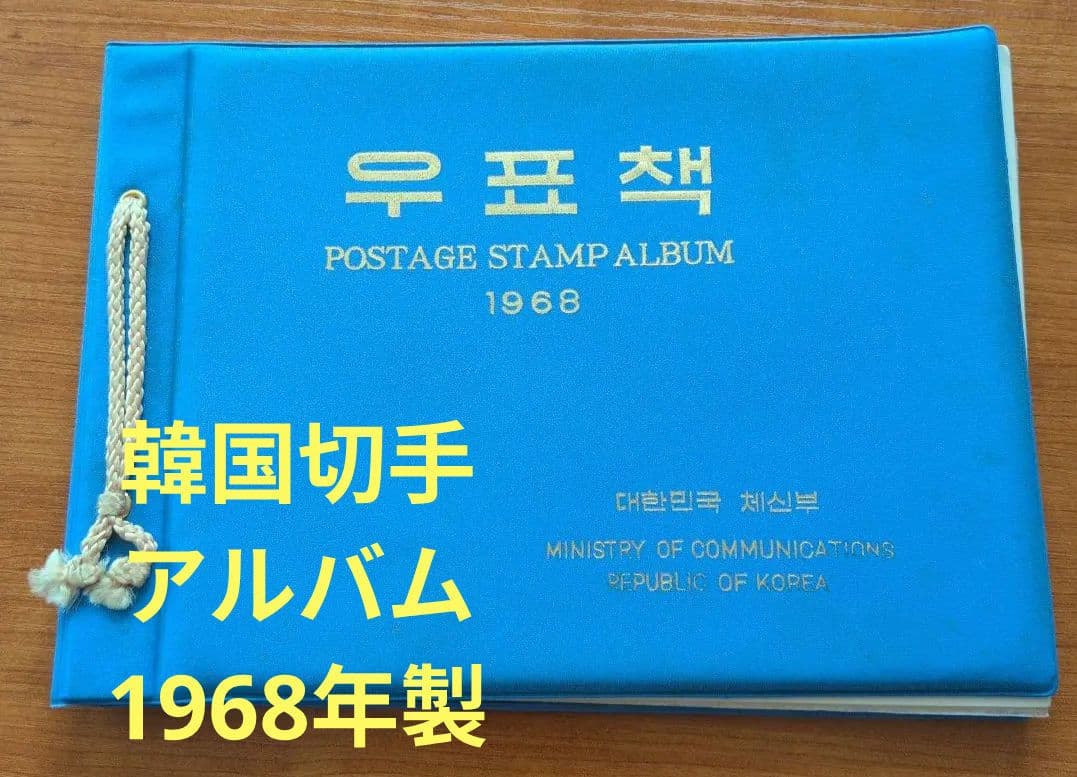 우표책
POSTAGE STAMP ALBUM
1968
대한민국 체신부
MINISTRY OF COMMUNICATIONS
REPUBLIC OF KOREA
韓国切手
アルバム
1968年製